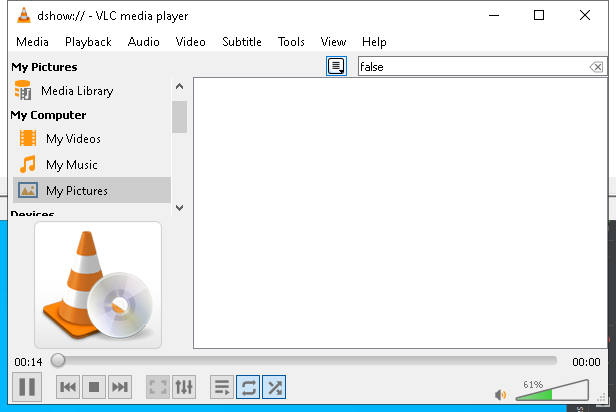 dshow:// - VLC media player
Media Playback Audio Video Subtitle Tools View Help
My Pictures
false
Media Library
My Computer
My Videos
My Music
My Pictures
Devices
00:14
00:00
61%